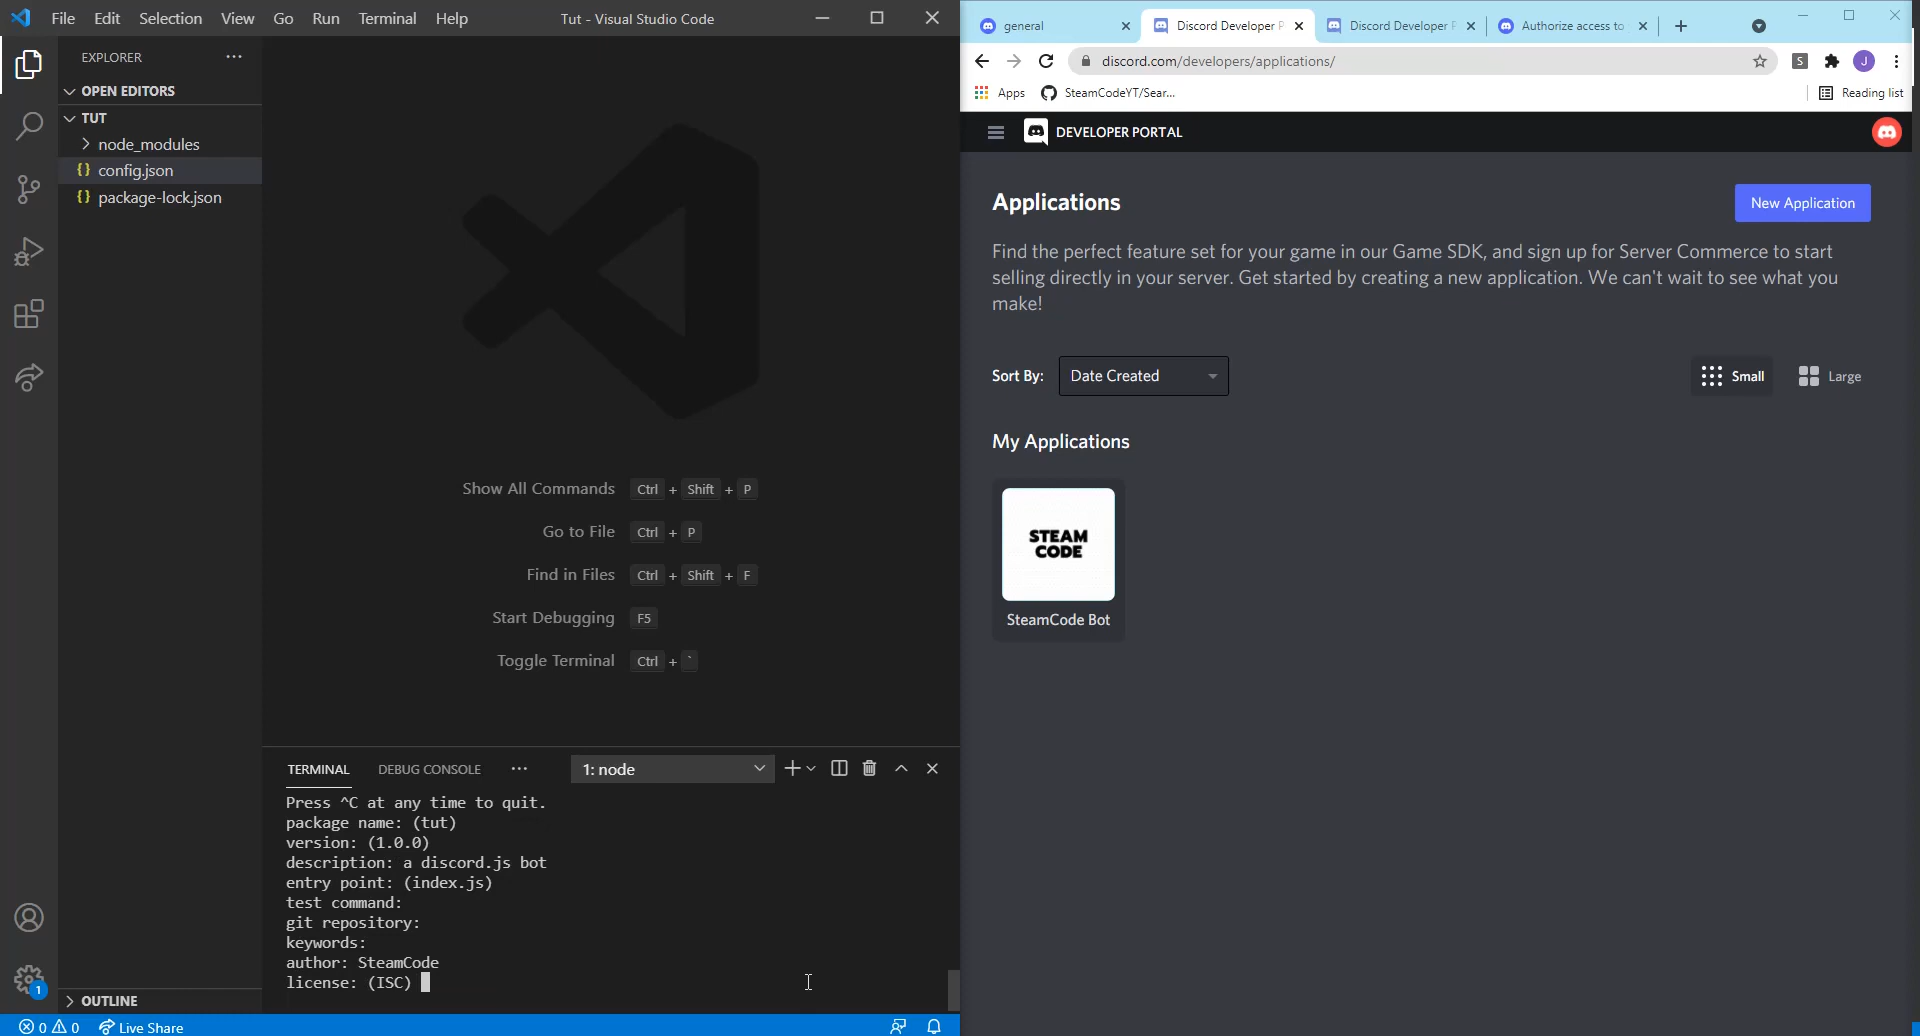 File Edit Selection View Go Run Terminal Help
Tut - Visual Studio Code
EXPLORER
OPEN EDITORS
TUT
node_modules
{} config.json
{} package-lock.json
Show All Commands Ctrl + Shift + P
Go to File Ctrl + P
Find in Files Ctrl + Shift + F
Start Debugging F5
Toggle Terminal Ctrl + `
TERMINAL DEBUG CONSOLE 1: node
Press ^C at any time to quit.
package name: (tut)
version: (1.0.0)
description: a discord.js bot
entry point: (index.js)
test command:
git repository:
keywords:
author: SteamCode
license: (ISC)
1
OUTLINE
0 0 Live Share
general Discord Developer P Discord Developer Authorize access to
discord.com/developers/applications/ S J
Apps SteamCodeYT/Sear... Reading list
DEVELOPER PORTAL
Applications
New Application
Find the perfect feature set for your game in our Game SDK, and sign up for Server Commerce to start
selling directly in your server. Get started by creating a new application. We can't wait to see what you
make!
Sort By: Date Created Small Large
My Applications
STEAM
CODE
SteamCode Bot